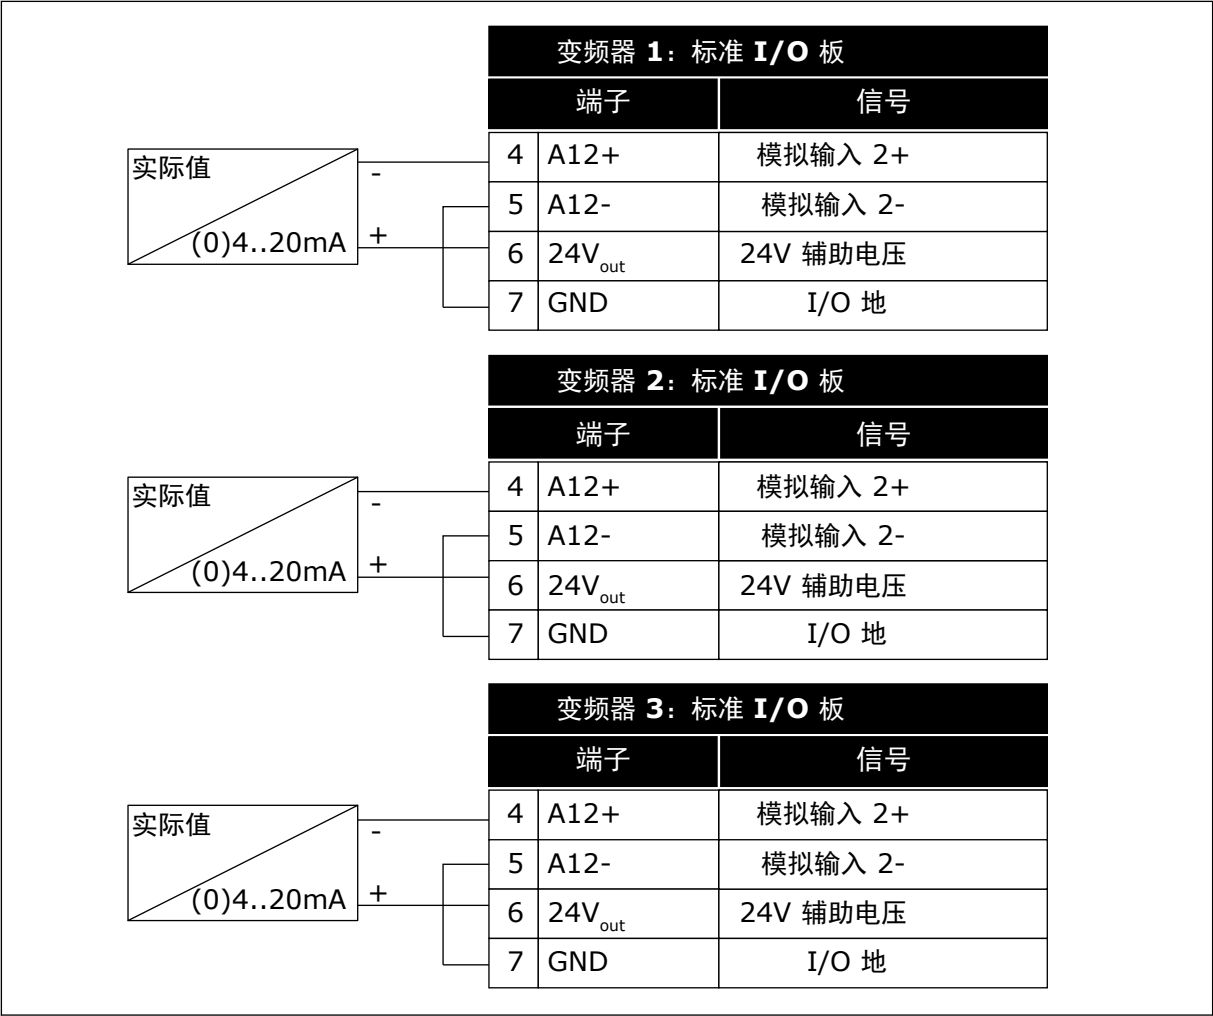 变频器 1：标准 I/O 板
端子 信号
实际值 - 4 A12+ 模拟输入 2+
5 A12- 模拟输入 2-
(0)4..20mA + 6 24Vout 24V 辅助电压
7 GND I/O 地
变频器 2：标准 I/O 板
端子 信号
实际值 - 4 A12+ 模拟输入 2+
5 A12- 模拟输入 2-
(0)4..20mA + 6 24Vout 24V 辅助电压
7 GND I/O 地
变频器 3：标准 I/O 板
端子 信号
实际值 - 4 A12+ 模拟输入 2+
5 A12- 模拟输入 2-
(0)4..20mA + 6 24Vout 24V 辅助电压
7 GND I/O 地